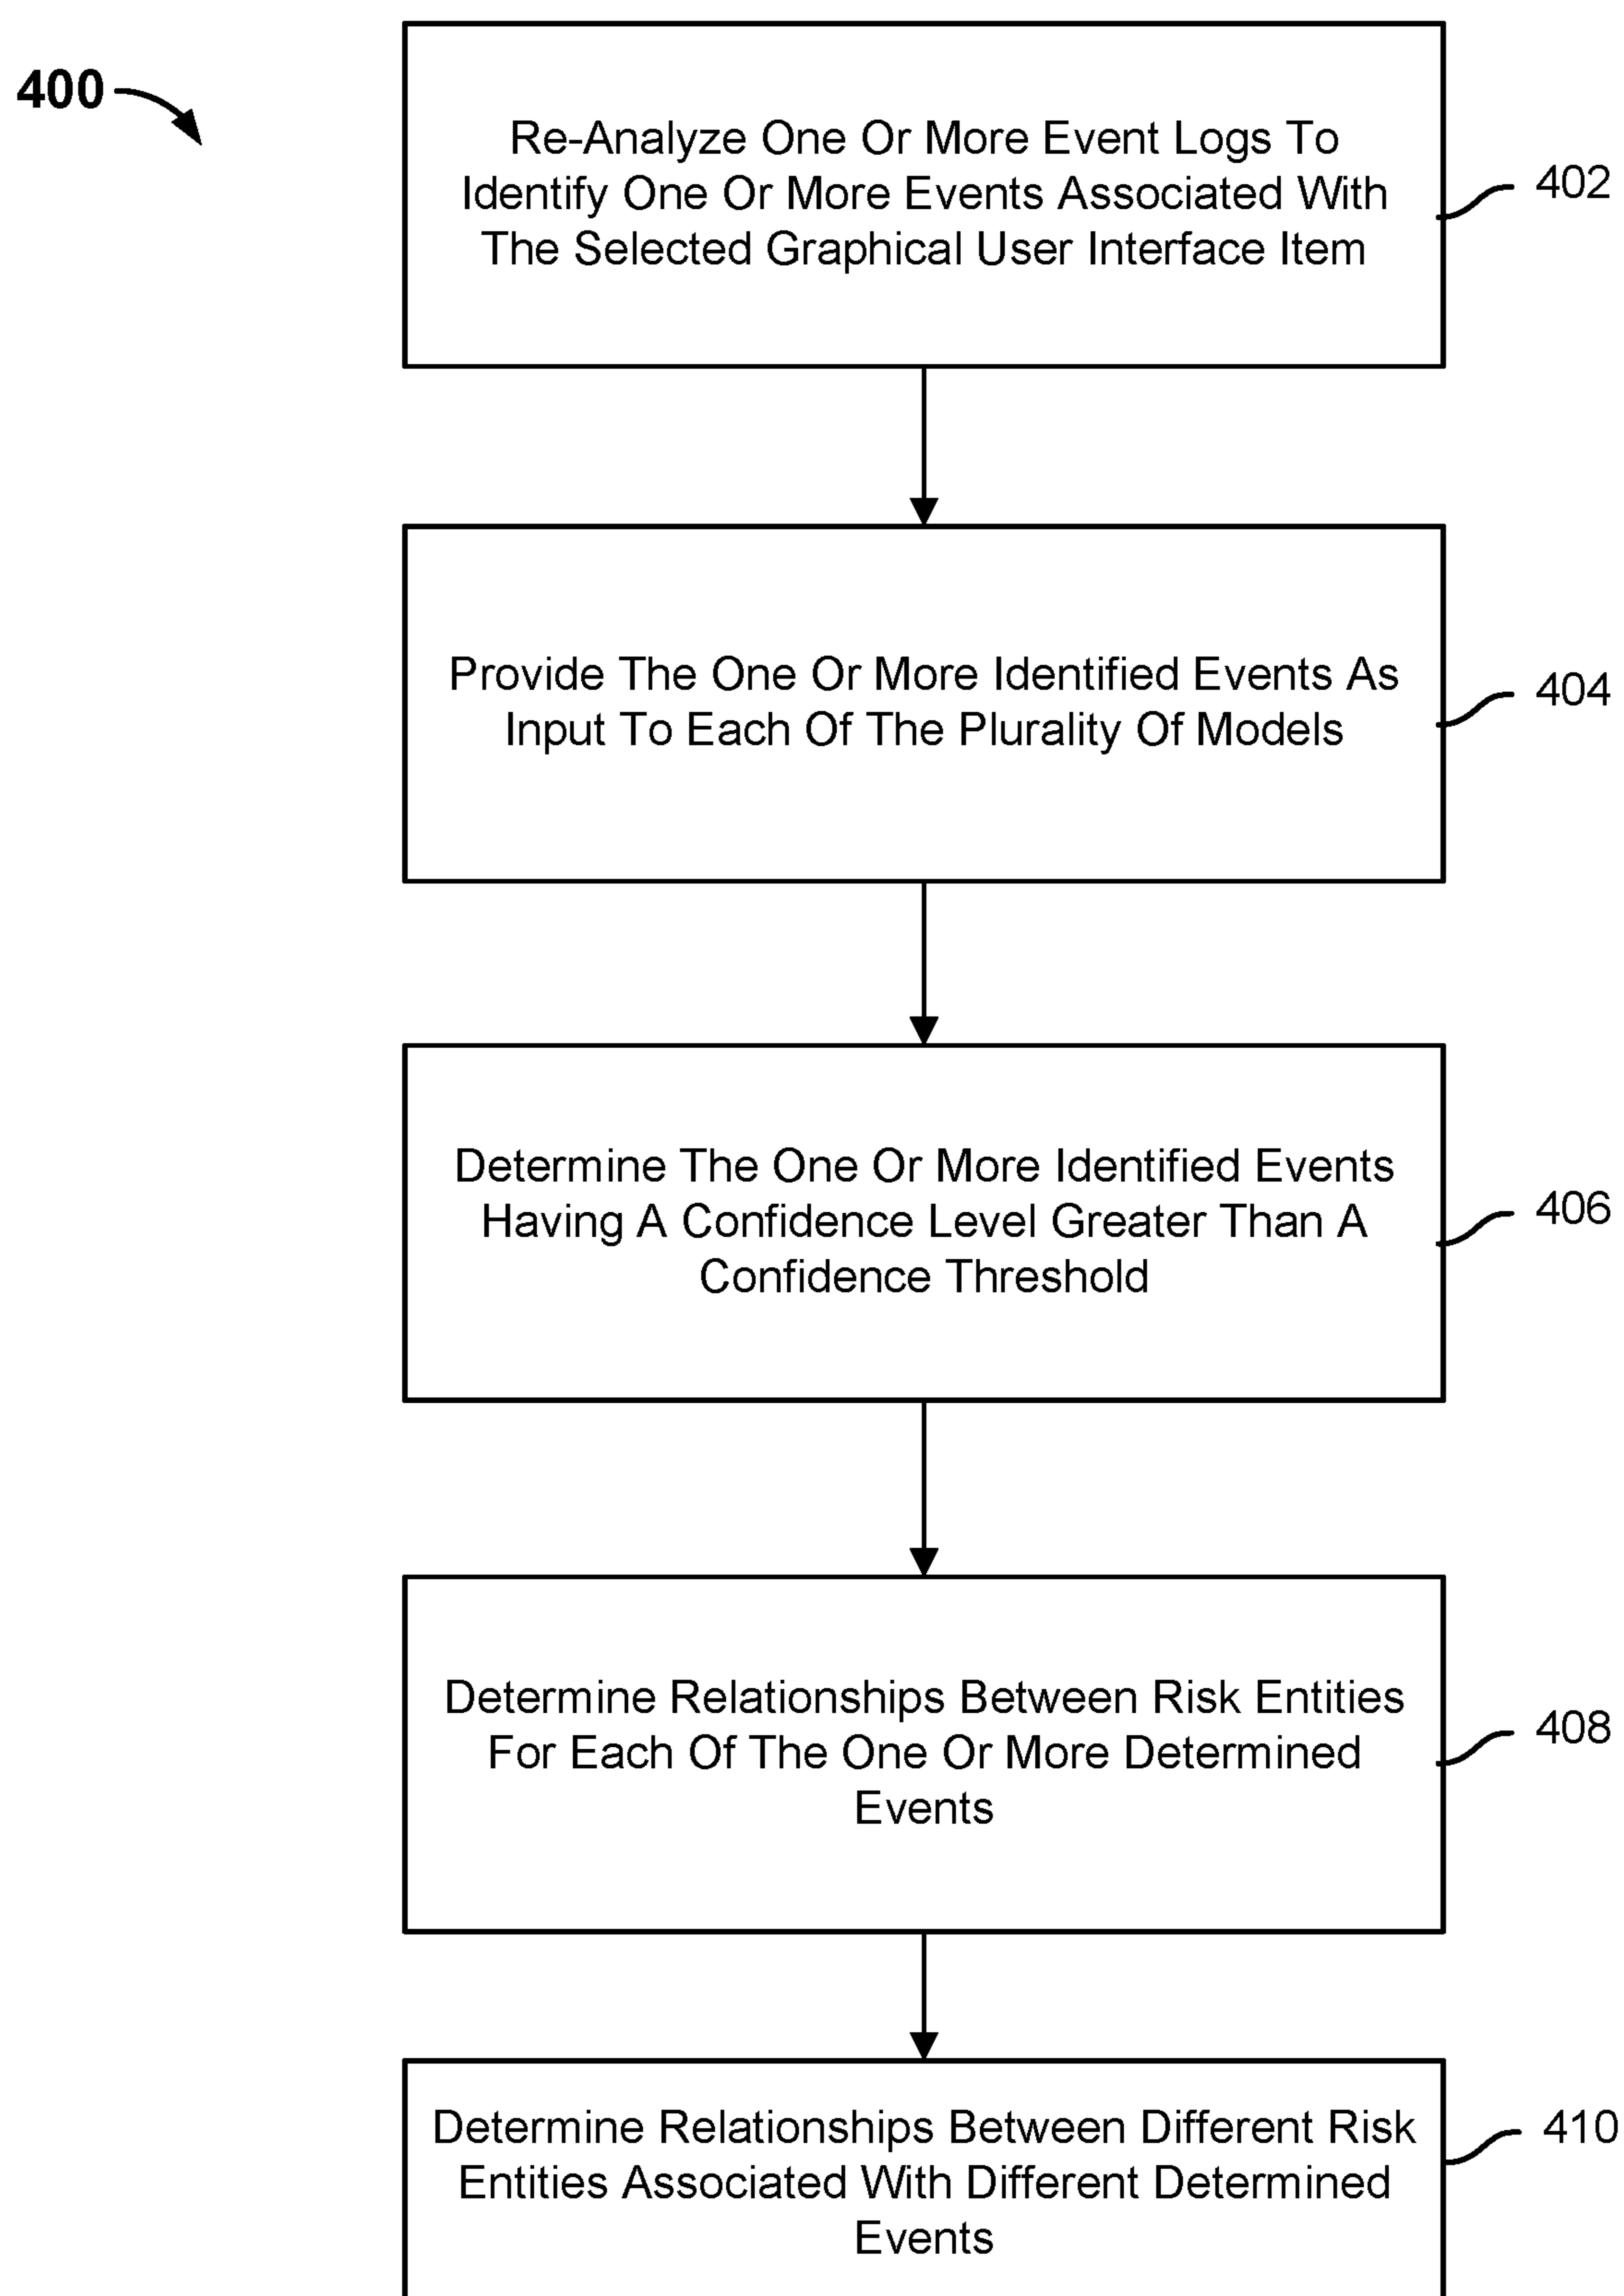 400
Re-Analyze One Or More Event Logs To
Identify One Or More Events Associated With
The Selected Graphical User Interface Item
402
Provide The One Or More Identified Events As
Input To Each Of The Plurality Of Models
404
Determine The One Or More Identified Events
Having A Confidence Level Greater Than A
Confidence Threshold
406
Determine Relationships Between Risk Entities
For Each Of The One Or More Determined
Events
408
Determine Relationships Between Different Risk
Entities Associated With Different Determined
Events
410